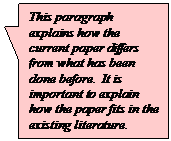 This paragraph
explains how the
current paper differs
from what has been
done before. It is
important to explain
how the paper fits in the
existing literature.